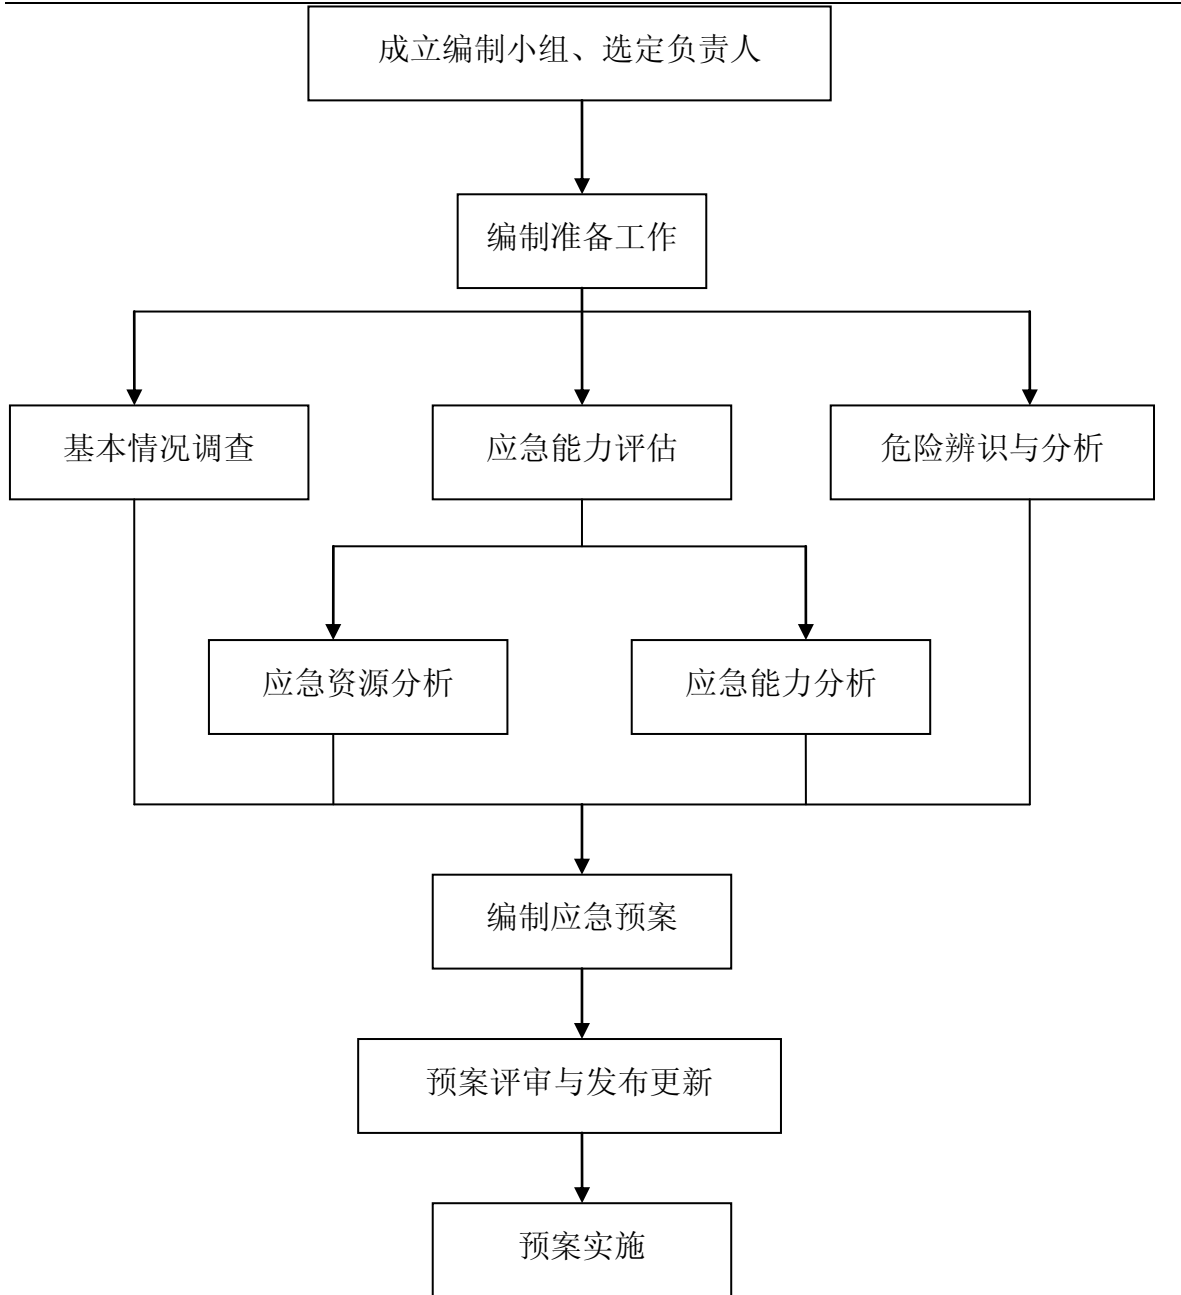 成立编制小组、选定负责人
编制准备工作
基本情况调查
应急能力评估
危险辨识与分析
应急资源分析
应急能力分析
编制应急预案
预案评审与发布更新
预案实施